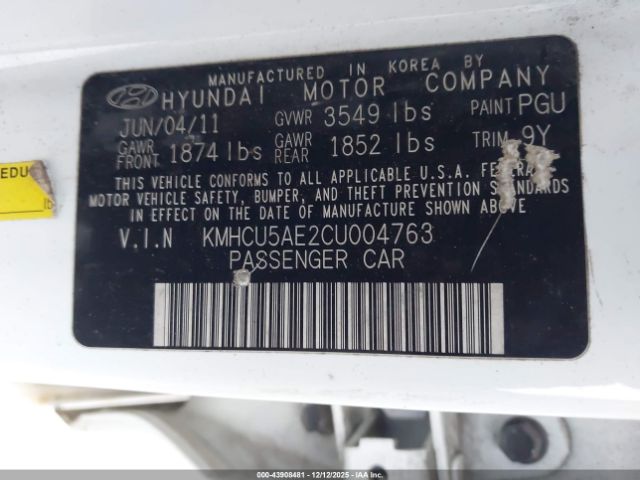 MANUFACTURED IN KOREA BY
HYUNDAI MOTOR COMPANY
JUN/04/11 GVWR 3549 lbs PAINT PGU
GAWR FRONT 1874 lbs GAWR REAR 1852 lbs TRIM 9Y
THIS VEHICLE CONFORMS TO ALL APPLICABLE U.S.A. FEDERAL
MOTOR VEHICLE SAFETY, BUMPER, AND THEFT PREVENTION STANDARDS
IN EFFECT ON THE DATE OF MANUFACTURE SHOWN ABOVE
V.I.N KMHCU5AE2CU004763
PASSENGER CAR
EDU
000-43908481 - 12/12/2025 - IAAI.COM